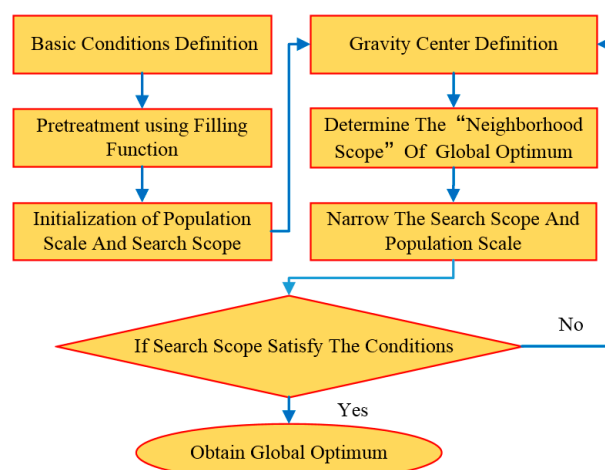 Basic Conditions Definition
Pretreatment using Filling
Function
Initialization of Population
Scale And Search Scope
Gravity Center Definition
Determine The “Neighborhood
Scope” Of Global Optimum
Narrow The Search Scope And
Population Scale
If Search Scope Satisfy The Conditions
No
Yes
Obtain Global Optimum